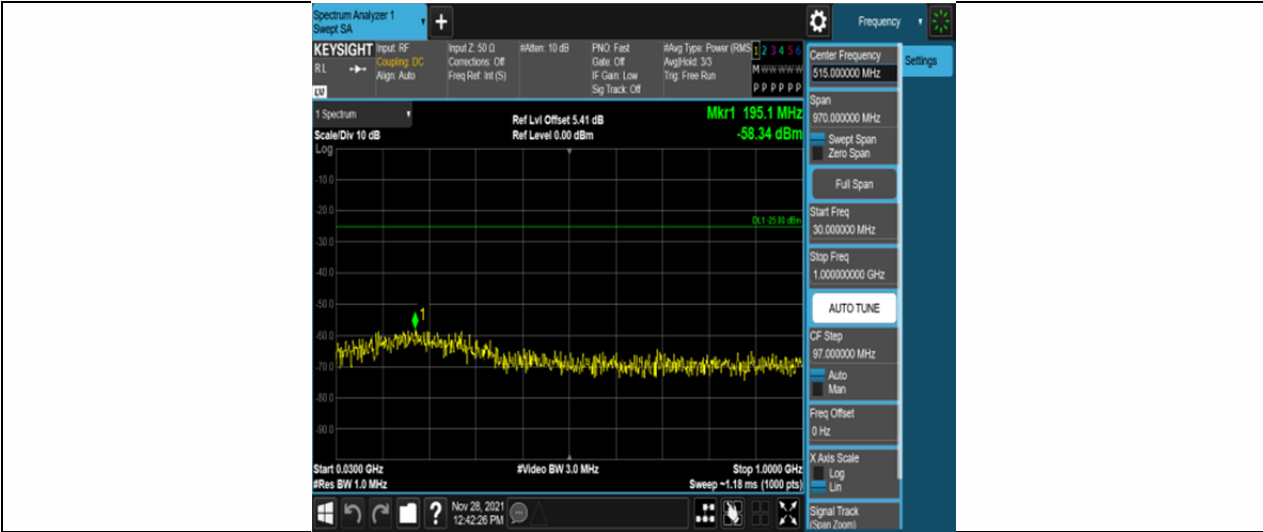 Spectrum Analyzer 1
Swept SA
+
Frequency
KEYSIGHT
RL
LV
Input: RF
Coupling: DC
Align: Auto
Input Z: 50 Ω
Corrections: Off
Freq Ref: Int (S)
#Atten: 10 dB
PNO: Fast
Gate: Off
IF Gain: Low
Sig Track: Off
#Avg Type: Power (RMS
Avg|Hold: 3/3
Trig: Free Run
1 2 3 4 5 6
M W W W W W
P P P P P P
1 Spectrum
Scale/Div 10 dB
Log
Ref Lvl Offset 5.41 dB
Ref Level 0.00 dBm
Mkr1 195.1 MHz
-58.34 dBm
-10.0
-20.0
DL1 -25.00 dBm
-30.0
-40.0
-50.0
1
-60.0
-70.0
-80.0
-90.0
Start 0.0300 GHz
#Res BW 1.0 MHz
#Video BW 3.0 MHz
Stop 1.0000 GHz
Sweep ~1.18 ms (1000 pts)
Center Frequency
515.000000 MHz
Settings
Span
970.000000 MHz
Swept Span
Zero Span
Full Span
Start Freq
30.000000 MHz
Stop Freq
1.000000000 GHz
AUTO TUNE
CF Step
97.000000 MHz
Auto
Man
Freq Offset
0 Hz
X Axis Scale
Log
Lin
Signal Track
(Span Zoom)
?
Nov 28, 2021
12:42:26 PM